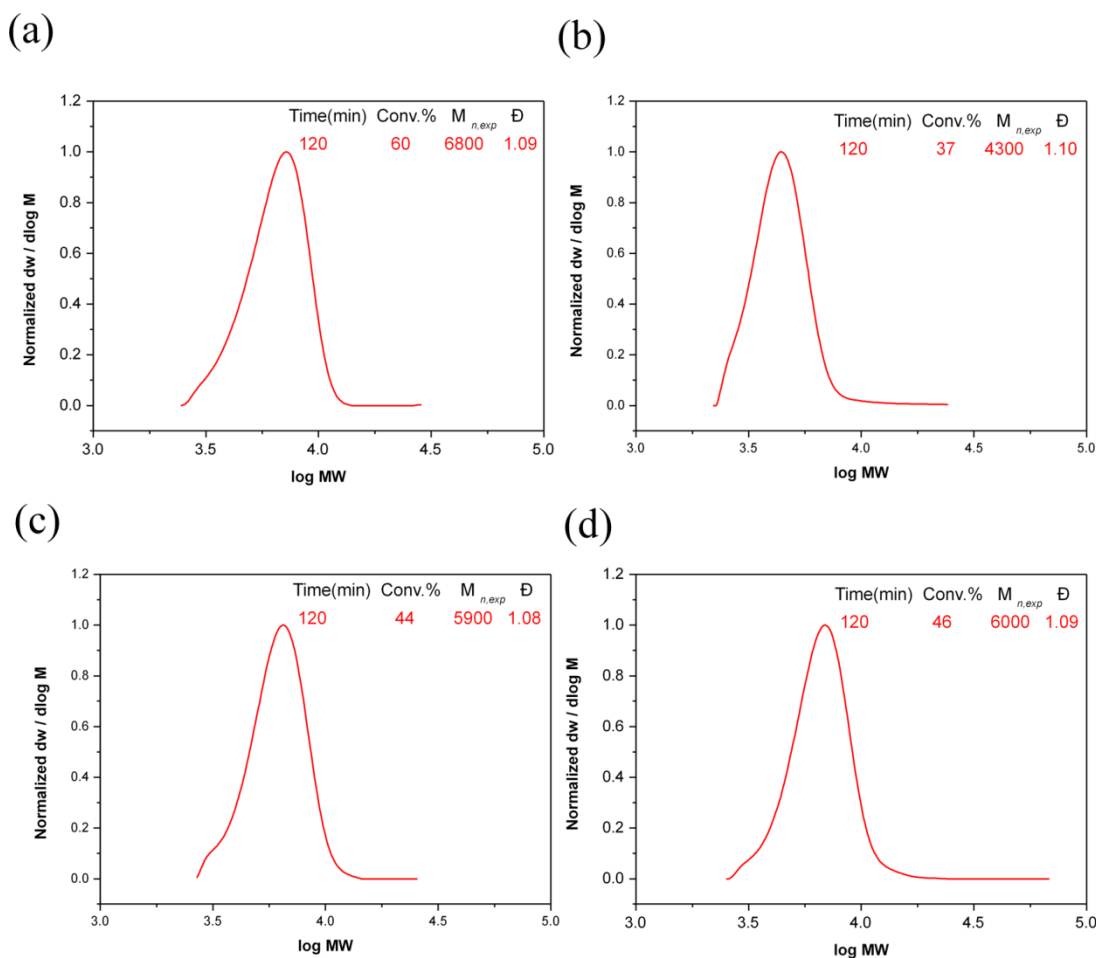 (a)
Time(min) Conv.% M n,exp Đ
120 60 6800 1.09
1.2
1.0
0.8
0.6
0.4
0.2
0.0
Normalized dw / dlog M
3.0 3.5 4.0 4.5 5.0
log MW
(b)
Time(min) Conv.% M n,exp Đ
120 37 4300 1.10
1.2
1.0
0.8
0.6
0.4
0.2
0.0
Normalized dw / dlog M
3.0 3.5 4.0 4.5 5.0
log MW
(c)
Time(min) Conv.% M n,exp Đ
120 44 5900 1.08
1.2
1.0
0.8
0.6
0.4
0.2
0.0
Normalized dw / dlog M
3.0 3.5 4.0 4.5 5.0
log MW
(d)
Time(min) Conv.% M n,exp Đ
120 46 6000 1.09
1.2
1.0
0.8
0.6
0.4
0.2
0.0
Normalized dw / dlog M
3.0 3.5 4.0 4.5 5.0
log MW